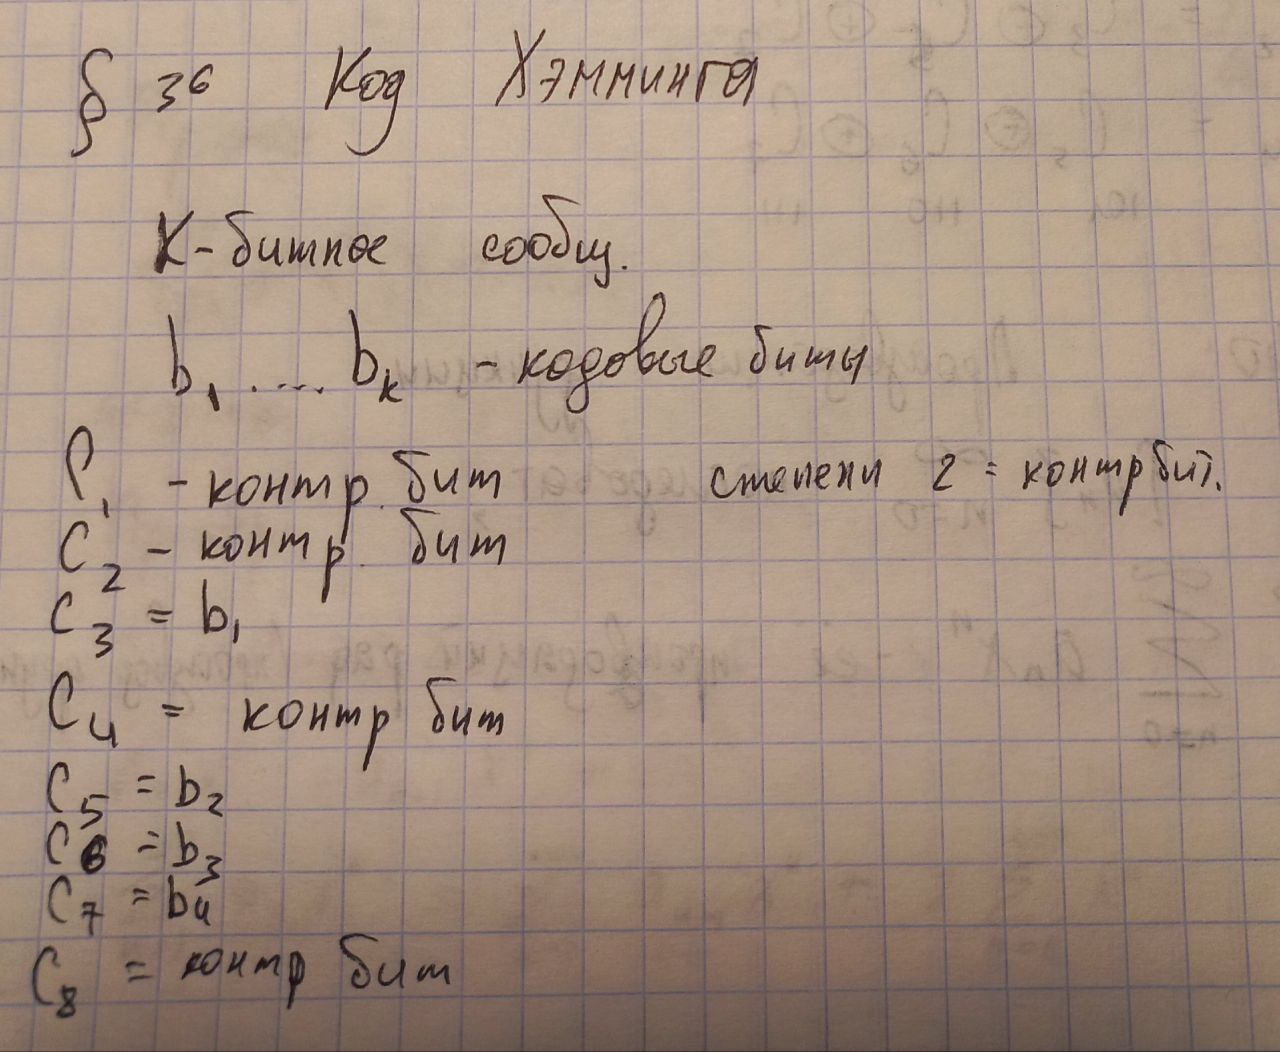 § 36 Код Хэмминга
К-битное сообщ.
b₁ .... bₖ - кодовые биты
C₁ - контр. бит степени 2 = контр бит.
C₂ - контр. бит
C₃ = b₁
C₄ = контр бит
C₅ = b₂
C₆ = b₃
C₇ = b₄
C₈ = контр бит